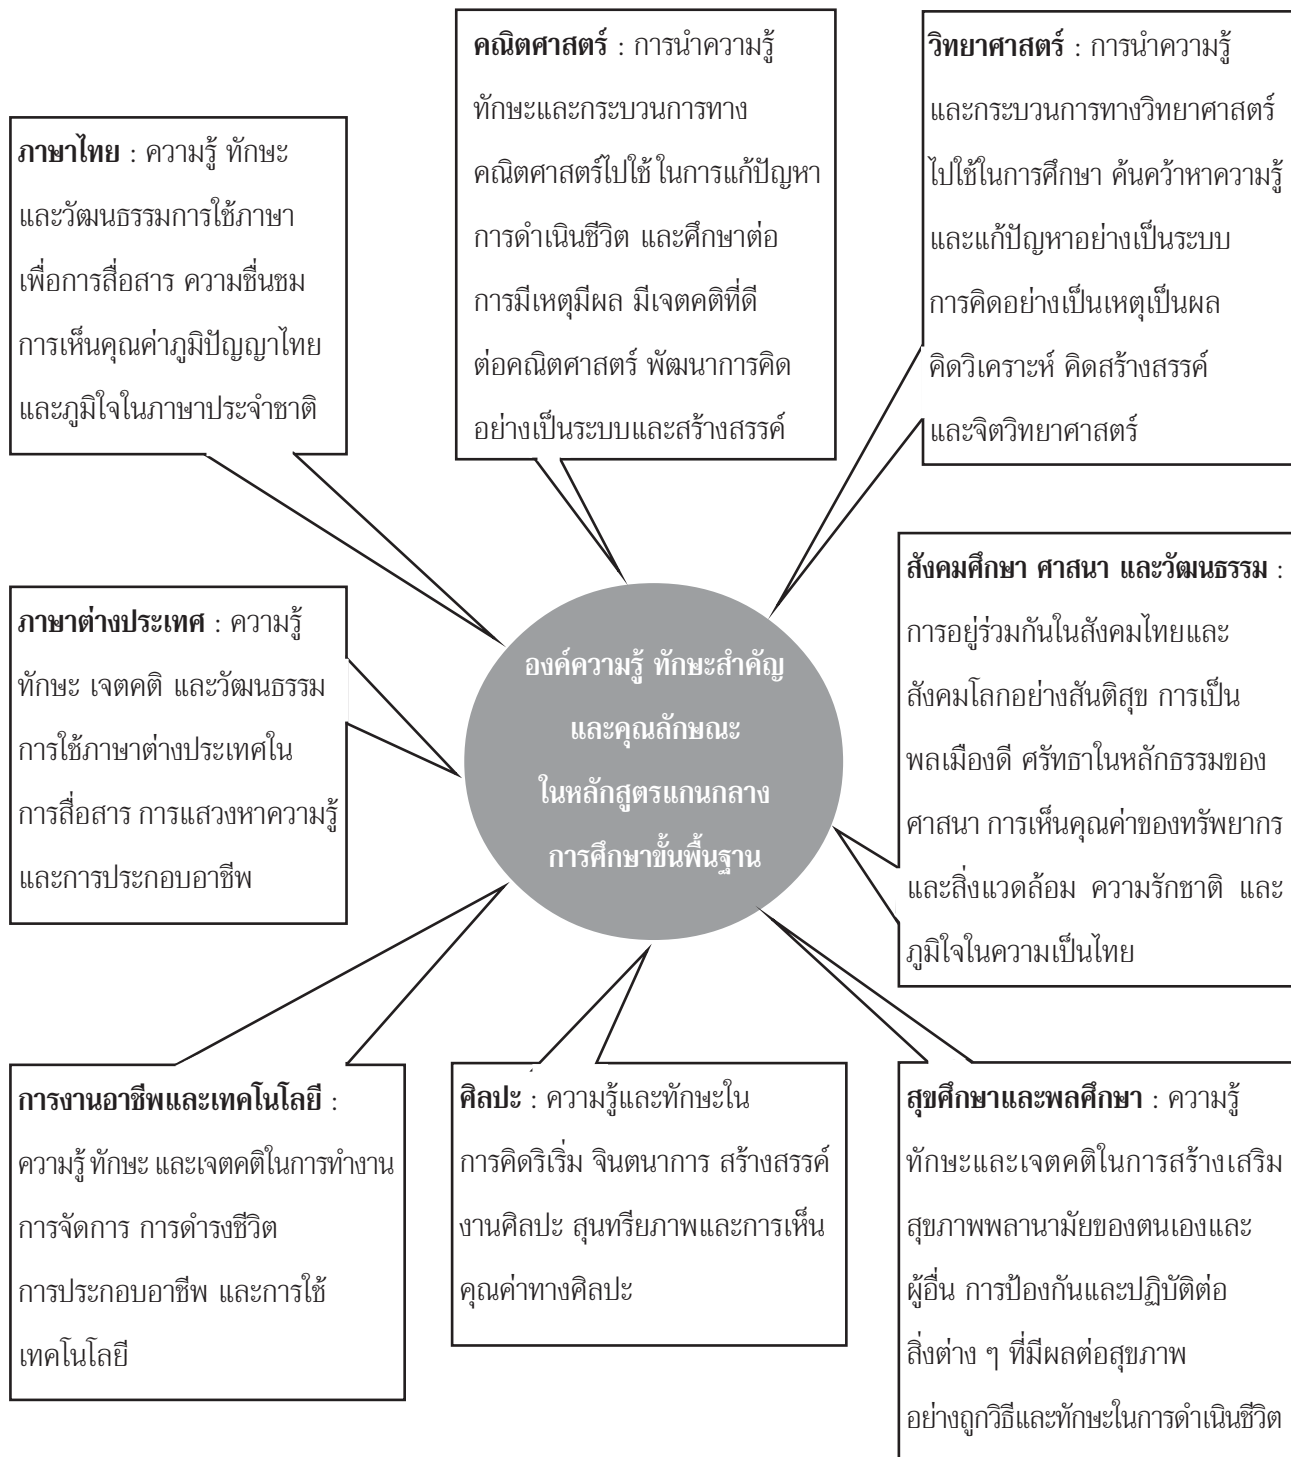 คณิตศาสตร์ : การนำความรู้
ทักษะและกระบวนการทาง
คณิตศาสตร์ไปใช้ ในการแก้ปัญหา
การดำเนินชีวิต และศึกษาต่อ
การมีเหตุมีผล มีเจตคติที่ดี
ต่อคณิตศาสตร์ พัฒนาการคิด
อย่างเป็นระบบและสร้างสรรค์
วิทยาศาสตร์ : การนำความรู้
และกระบวนการทางวิทยาศาสตร์
ไปใช้ในการศึกษา ค้นคว้าหาความรู้
และแก้ปัญหาอย่างเป็นระบบ
การคิดอย่างเป็นเหตุเป็นผล
คิดวิเคราะห์ คิดสร้างสรรค์
และจิตวิทยาศาสตร์
ภาษาไทย : ความรู้ ทักษะ
และวัฒนธรรมการใช้ภาษา
เพื่อการสื่อสาร ความชื่นชม
การเห็นคุณค่าภูมิปัญญาไทย
และภูมิใจในภาษาประจำชาติ
ภาษาต่างประเทศ : ความรู้
ทักษะ เจตคติ และวัฒนธรรม
การใช้ภาษาต่างประเทศใน
การสื่อสาร การแสวงหาความรู้
และการประกอบอาชีพ
องค์ความรู้ ทักษะสำคัญ
และคุณลักษณะ
ในหลักสูตรแกนกลาง
การศึกษาขั้นพื้นฐาน
สังคมศึกษา ศาสนา และวัฒนธรรม :
การอยู่ร่วมกันในสังคมไทยและ
สังคมโลกอย่างสันติสุข การเป็น
พลเมืองดี ศรัทธาในหลักธรรมของ
ศาสนา การเห็นคุณค่าของทรัพยากร
และสิ่งแวดล้อม ความรักชาติ และ
ภูมิใจในความเป็นไทย
การงานอาชีพและเทคโนโลยี :
ความรู้ ทักษะ และเจตคติในการทำงาน
การจัดการ การดำรงชีวิต
การประกอบอาชีพ และการใช้
เทคโนโลยี
ศิลปะ : ความรู้และทักษะใน
การคิดริเริ่ม จินตนาการ สร้างสรรค์
งานศิลปะ สุนทรียภาพและการเห็น
คุณค่าทางศิลปะ
สุขศึกษาและพลศึกษา : ความรู้
ทักษะและเจตคติในการสร้างเสริม
สุขภาพพลานามัยของตนเองและ
ผู้อื่น การป้องกันและปฏิบัติต่อ
สิ่งต่าง ๆ ที่มีผลต่อสุขภาพ
อย่างถูกวิธีและทักษะในการดำเนินชีวิต